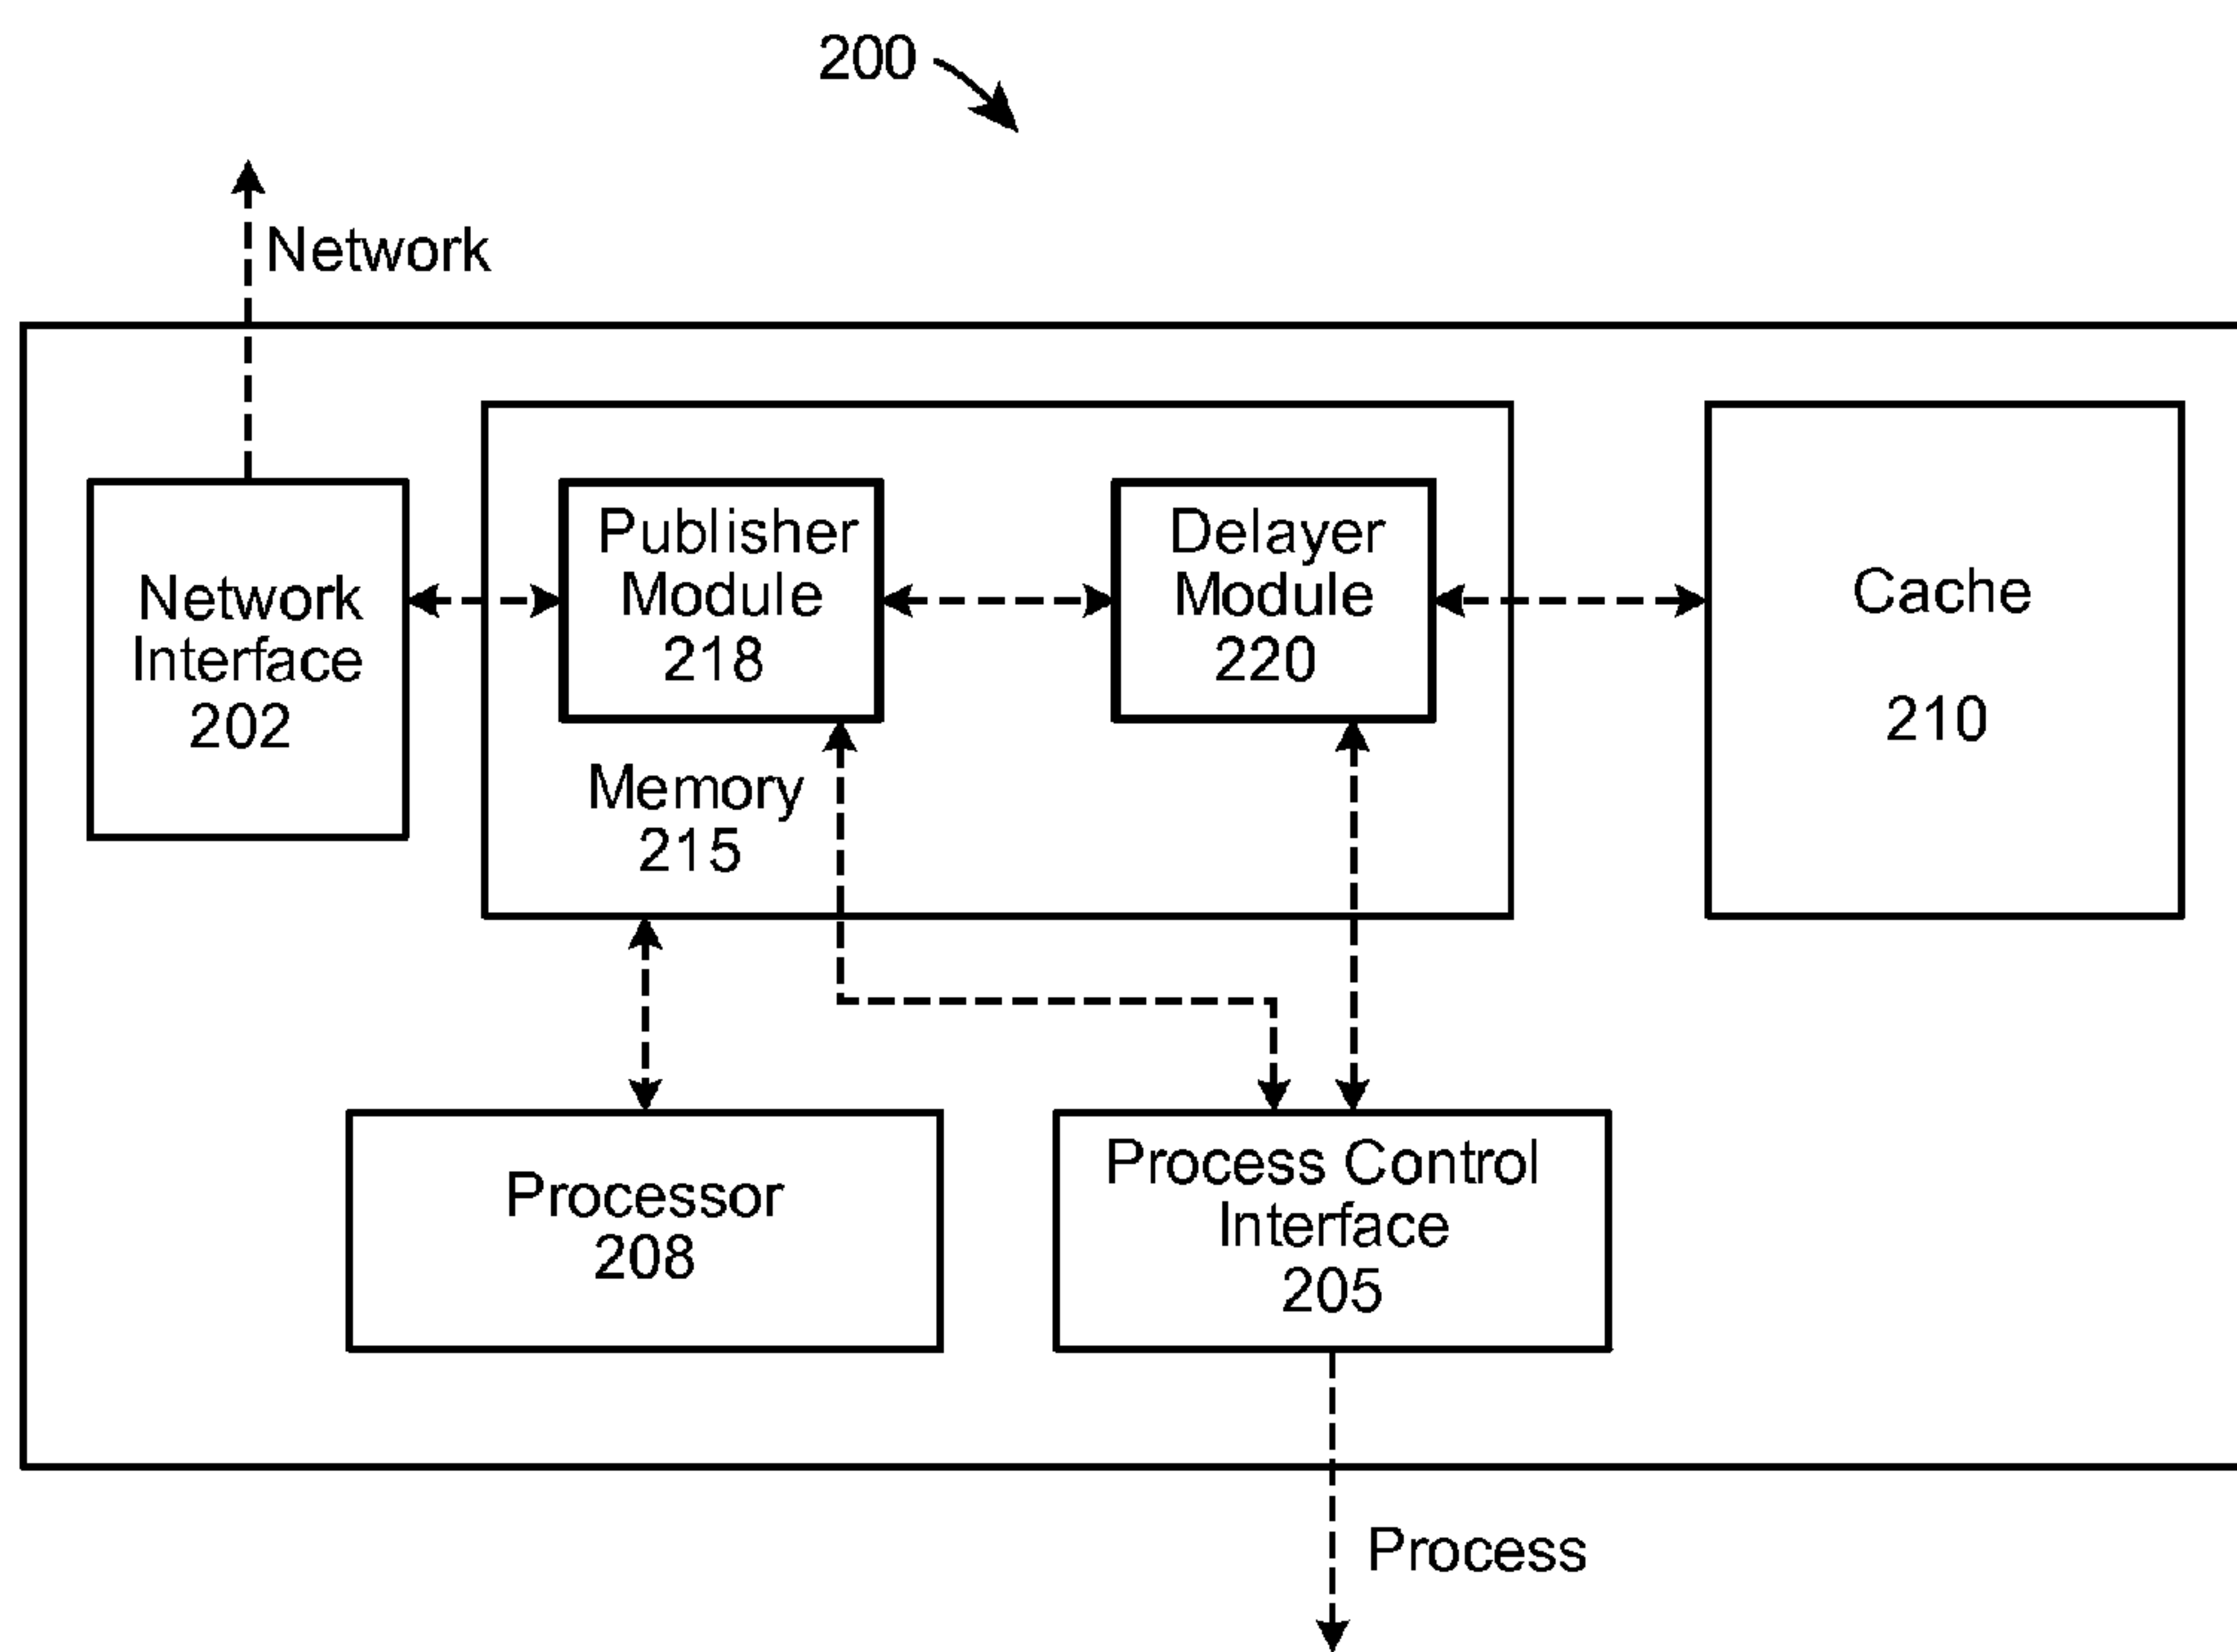 200
Network
Network
Interface
202
Publisher
Module
218
Delayer
Module
220
Cache
210
Memory
215
Processor
208
Process Control
Interface
205
Process